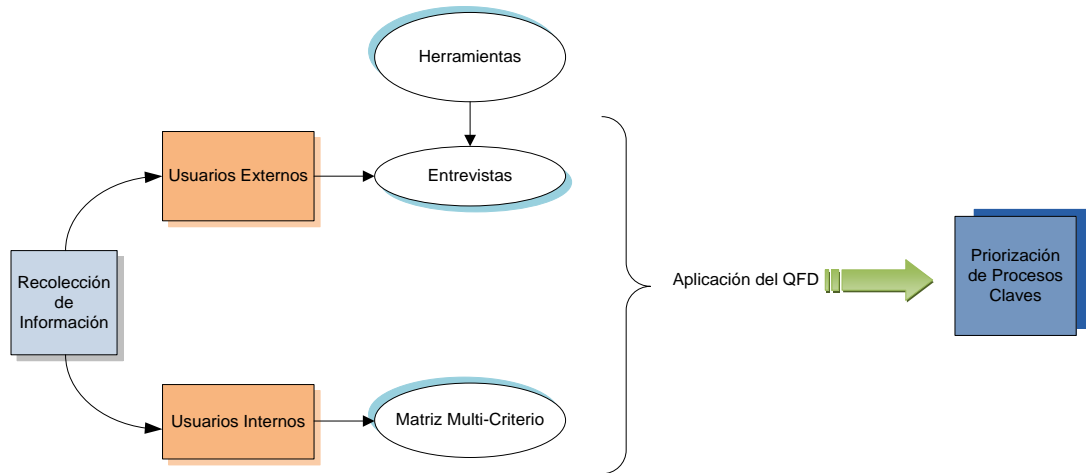 Herramientas
Usuarios Externos
Entrevistas
Recolección
de
Información
Aplicación del QFD
Priorización
de Procesos
Claves
Usuarios Internos
Matriz Multi-Criterio